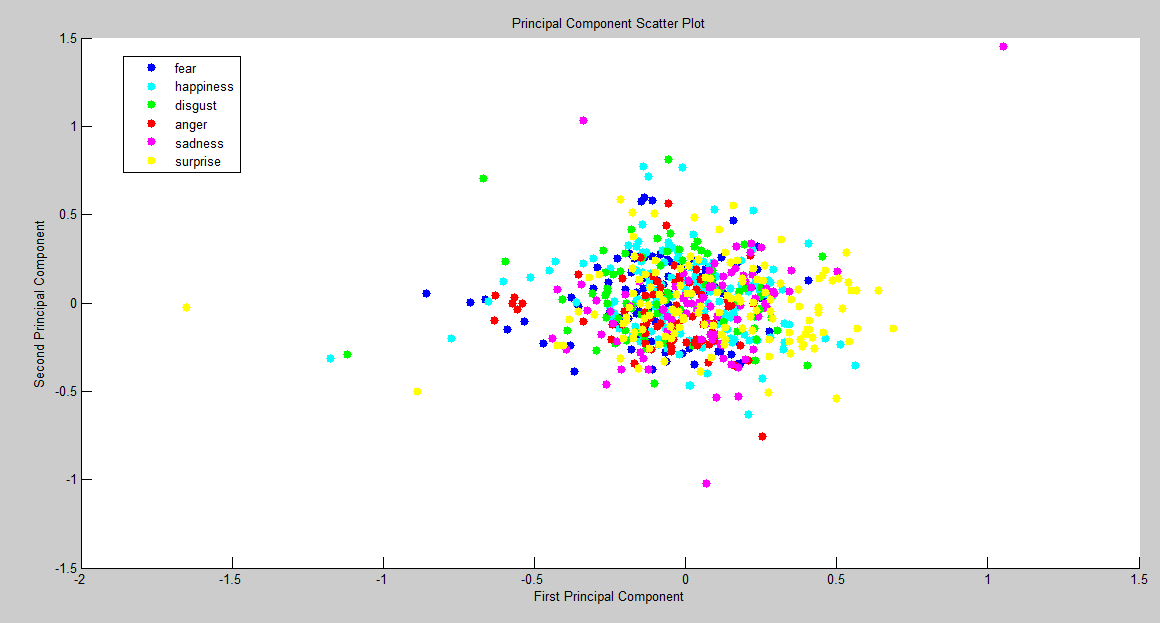 Principal Component Scatter Plot
1.5
1
0.5
0
-0.5
-1
-1.5
fear
happiness
disgust
anger
sadness
surprise
Second Principal Component
-2
-1.5
-1
-0.5
0
0.5
1
1.5
First Principal Component